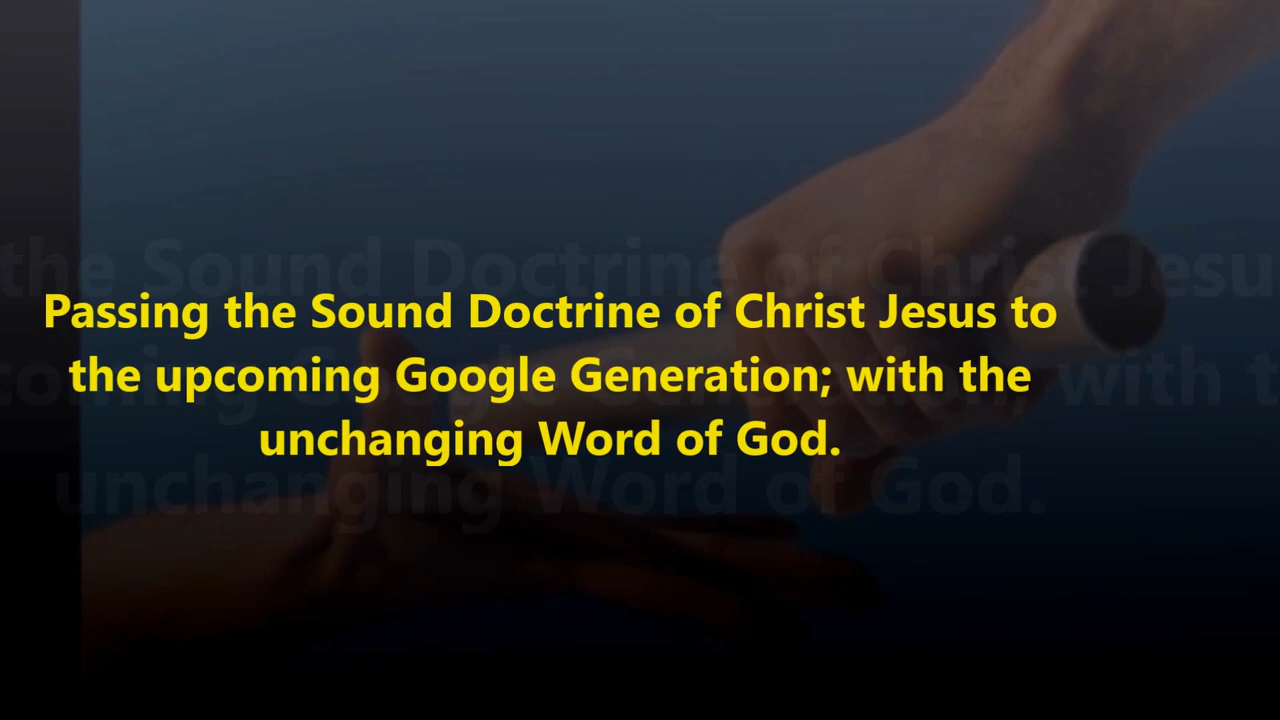 Passing the Sound Doctrine of Christ Jesus to
the upcoming Google Generation; with the
unchanging Word of God.